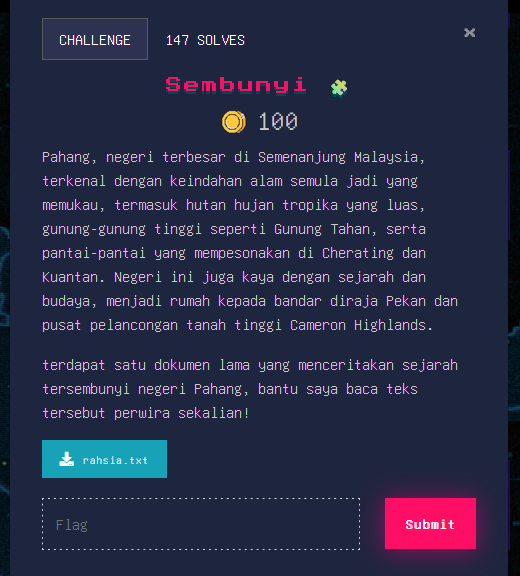 CHALLENGE 147 SOLVES ×
Sembunyi
100
Pahang, negeri terbesar di Semenanjung Malaysia,
terkenal dengan keindahan alam semula jadi yang
memukau, termasuk hutan hujan tropika yang luas,
gunung-gunung tinggi seperti Gunung Tahan, serta
pantai-pantai yang mempesonakan di Cherating dan
Kuantan. Negeri ini juga kaya dengan sejarah dan
budaya, menjadi rumah kepada bandar diraja Pekan dan
pusat pelancongan tanah tinggi Cameron Highlands.
terdapat satu dokumen lama yang menceritakan sejarah
tersembunyi negeri Pahang, bantu saya baca teks
tersebut perwira sekalian!
rahsia.txt
Flag Submit